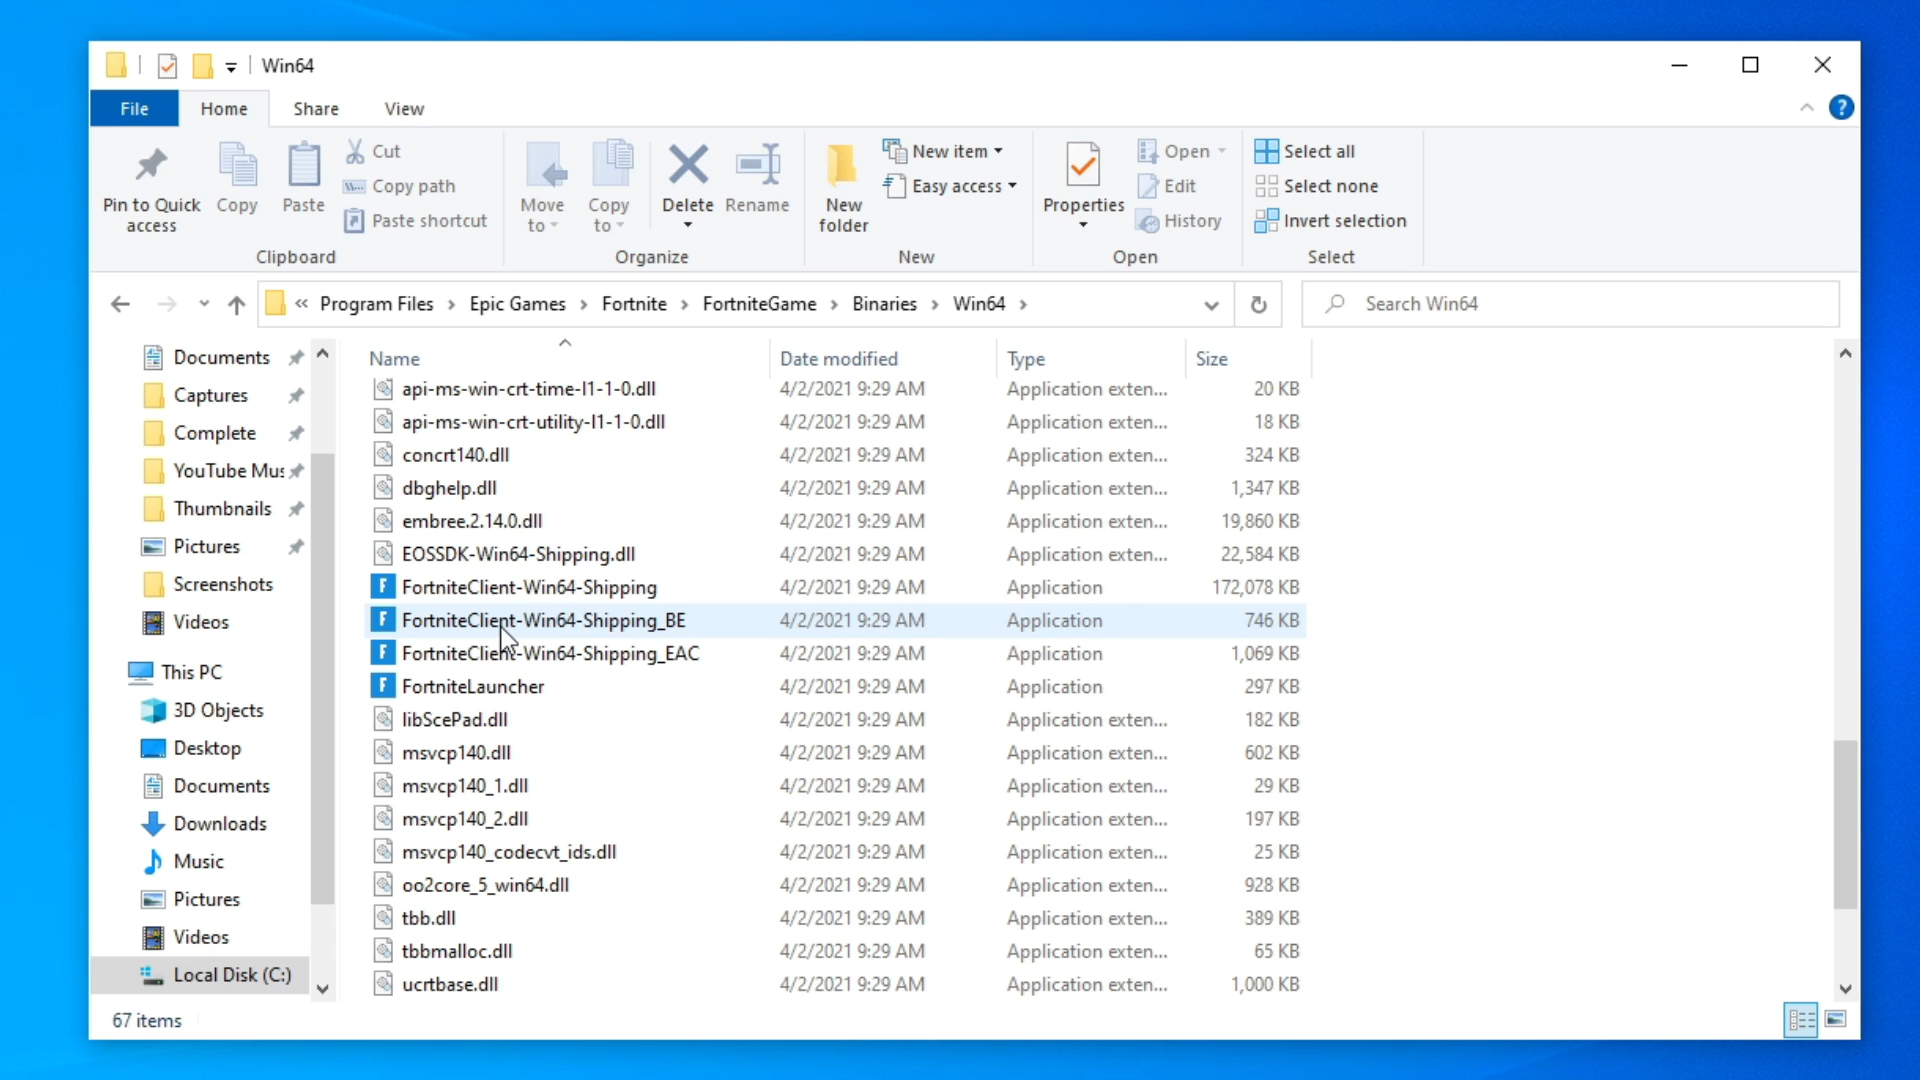 Win64
File Home Share View
Pin to Quick access
Copy
Paste
Cut
Copy path
Paste shortcut
Clipboard
Move to
Copy to
Delete
Rename
Organize
New folder
New item
Easy access
New
Properties
Open
Edit
History
Open
Select all
Select none
Invert selection
Select
« Program Files › Epic Games › Fortnite › FortniteGame › Binaries › Win64 ›
Search Win64
Documents
Captures
Complete
YouTube Mus
Thumbnails
Pictures
Screenshots
Videos
This PC
3D Objects
Desktop
Documents
Downloads
Music
Pictures
Videos
Local Disk (C:)
Name Date modified Type Size
api-ms-win-crt-time-l1-1-0.dll 4/2/2021 9:29 AM Application exten... 20 KB
api-ms-win-crt-utility-l1-1-0.dll 4/2/2021 9:29 AM Application exten... 18 KB
concrt140.dll 4/2/2021 9:29 AM Application exten... 324 KB
dbghelp.dll 4/2/2021 9:29 AM Application exten... 1,347 KB
embree.2.14.0.dll 4/2/2021 9:29 AM Application exten... 19,860 KB
EOSSDK-Win64-Shipping.dll 4/2/2021 9:29 AM Application exten... 22,584 KB
FortniteClient-Win64-Shipping 4/2/2021 9:29 AM Application 172,078 KB
FortniteClient-Win64-Shipping_BE 4/2/2021 9:29 AM Application 746 KB
FortniteClient-Win64-Shipping_EAC 4/2/2021 9:29 AM Application 1,069 KB
FortniteLauncher 4/2/2021 9:29 AM Application 297 KB
libScePad.dll 4/2/2021 9:29 AM Application exten... 182 KB
msvcp140.dll 4/2/2021 9:29 AM Application exten... 602 KB
msvcp140_1.dll 4/2/2021 9:29 AM Application exten... 29 KB
msvcp140_2.dll 4/2/2021 9:29 AM Application exten... 197 KB
msvcp140_codecvt_ids.dll 4/2/2021 9:29 AM Application exten... 25 KB
oo2core_5_win64.dll 4/2/2021 9:29 AM Application exten... 928 KB
tbb.dll 4/2/2021 9:29 AM Application exten... 389 KB
tbbmalloc.dll 4/2/2021 9:29 AM Application exten... 65 KB
ucrtbase.dll 4/2/2021 9:29 AM Application exten... 1,000 KB
67 items